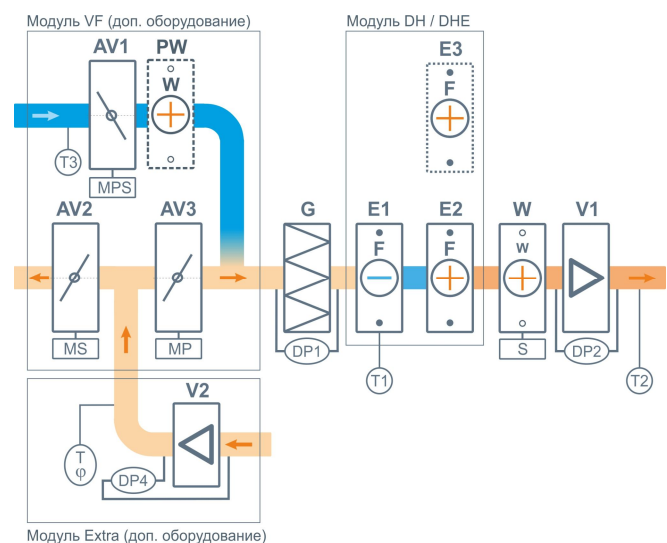 Модуль VF (доп. оборудование)
Модуль DH / DHE
AV1
PW
E3
W
F
T3
MPS
AV2
AV3
G
E1
E2
W
V1
F
F
w
MS
MP
DP1
S
DP2
T1
T2
V2
T
φ
DP4
Модуль Extra (доп. оборудование)